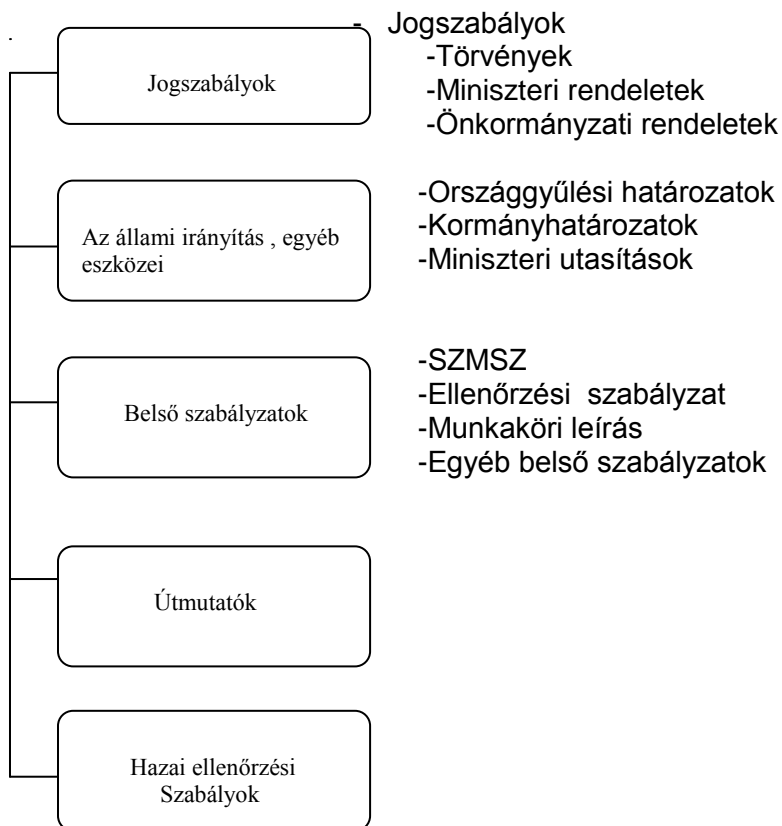 - Jogszabályok
Jogszabályok
-Törvények
-Miniszteri rendeletek
-Önkormányzati rendeletek
Az állami irányítás , egyéb
eszközei
-Országgyűlési határozatok
-Kormányhatározatok
-Miniszteri utasítások
Belső szabályzatok
-SZMSZ
-Ellenőrzési szabályzat
-Munkaköri leírás
-Egyéb belső szabályzatok
Útmutatók
Hazai ellenőrzési
Szabályok